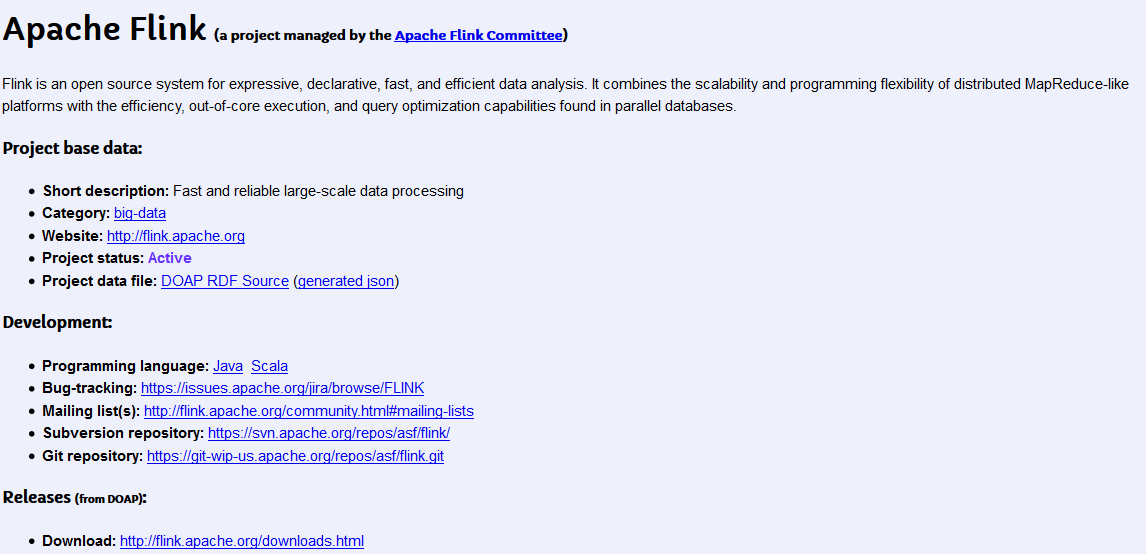 Apache Flink (a project managed by the Apache Flink Committee)
Flink is an open source system for expressive, declarative, fast, and efficient data analysis. It combines the scalability and programming flexibility of distributed MapReduce-like
platforms with the efficiency, out-of-core execution, and query optimization capabilities found in parallel databases.
Project base data:
• Short description: Fast and reliable large-scale data processing
• Category: big-data
• Website: http://flink.apache.org
• Project status: Active
• Project data file: DOAP RDF Source (generated json)
Development:
• Programming language: Java Scala
• Bug-tracking: https://issues.apache.org/jira/browse/FLINK
• Mailing list(s): http://flink.apache.org/community.html#mailing-lists
• Subversion repository: https://svn.apache.org/repos/asf/flink/
• Git repository: https://git-wip-us.apache.org/repos/asf/flink.git
Releases (from DOAP):
• Download: http://flink.apache.org/downloads.html